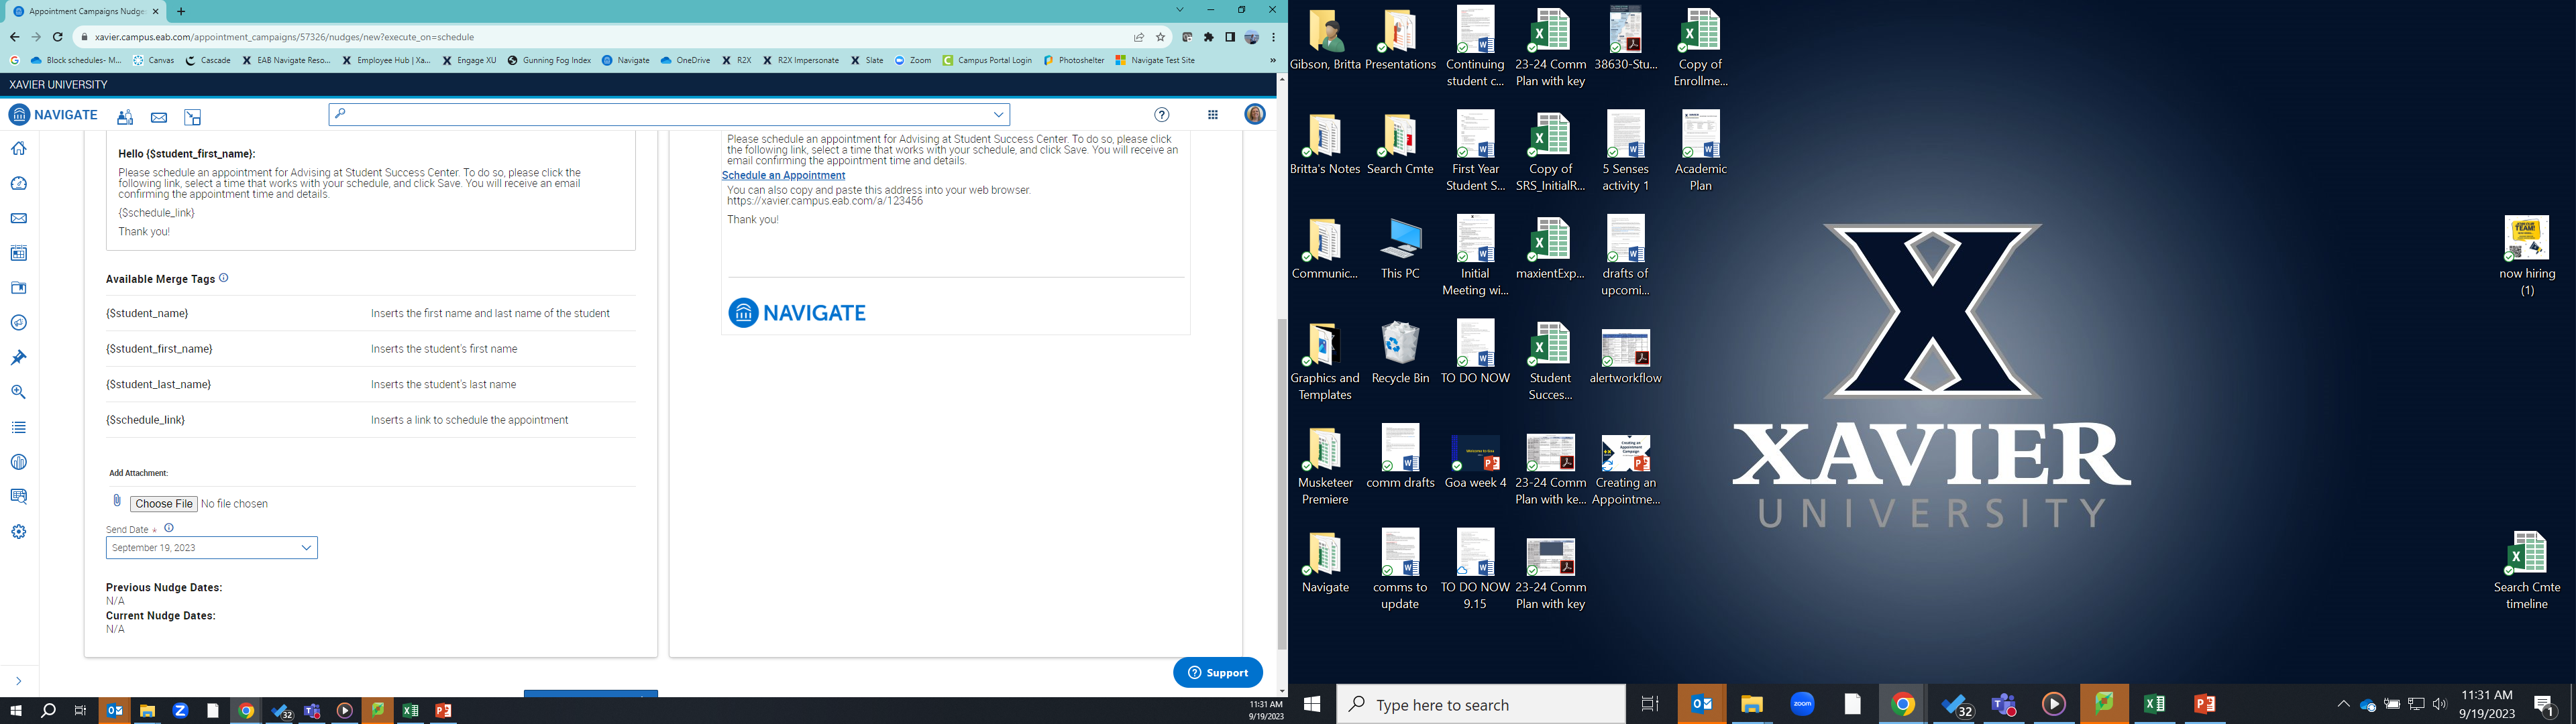 Appointment Campaigns Nudge
xavier.campus.eab.com/appointment_campaigns/57326/nudges/new?execute_on=schedule
Block schedules- M...
Canvas
Cascade
EAB Navigate Reso...
Employee Hub | Xa...
Engage XU
Gunning Fog Index
Navigate
OneDrive
R2X
R2X Impersonate
Slate
Zoom
Campus Portal Login
Photoshelter
Navigate Test Site
»
XAVIER UNIVERSITY
NAVIGATE
Hello {$student_first_name}:
Please schedule an appointment for Advising at Student Success Center. To do so, please click the
following link, select a time that works with your schedule, and click Save. You will receive an email
confirming the appointment time and details.
{$schedule_link}
Thank you!
Available Merge Tags
{$student_name} Inserts the first name and last name of the student
{$student_first_name} Inserts the student's first name
{$student_last_name} Inserts the student's last name
{$schedule_link} Inserts a link to schedule the appointment
Add Attachment:
Choose File No file chosen
Send Date *
September 19, 2023
Previous Nudge Dates:
N/A
Current Nudge Dates:
N/A
Please schedule an appointment for Advising at Student Success Center. To do so, please click
the following link, select a time that works with your schedule, and click Save. You will receive an
email confirming the appointment time and details.
Schedule an Appointment
You can also copy and paste this address into your web browser.
https://xavier.campus.eab.com/a/123456
Thank you!
NAVIGATE
Support
32
11:31 AM
9/19/2023
Gibson, Britta
Presentations
Continuing
student c...
23-24 Comm
Plan with key
38630-Stu...
Copy of
Enrollme...
Britta's Notes
Search Cmte
First Year
Student S...
Copy of
SRS_InitialR...
5 Senses
activity 1
Academic
Plan
Communic...
This PC
Initial
Meeting wi...
maxientExp...
drafts of
upcomi...
Graphics and
Templates
Recycle Bin
TO DO NOW
Student
Succes...
alertworkflow
Musketeer
Premiere
comm drafts
Goa week 4
23-24 Comm
Plan with ke...
Creating an
Appointme...
Navigate
comms to
update
TO DO NOW
9.15
23-24 Comm
Plan with key
XAVIER
UNIVERSITY
now hiring
(1)
Search Cmte
timeline
Type here to search
zoom
32
11:31 AM
9/19/2023
1